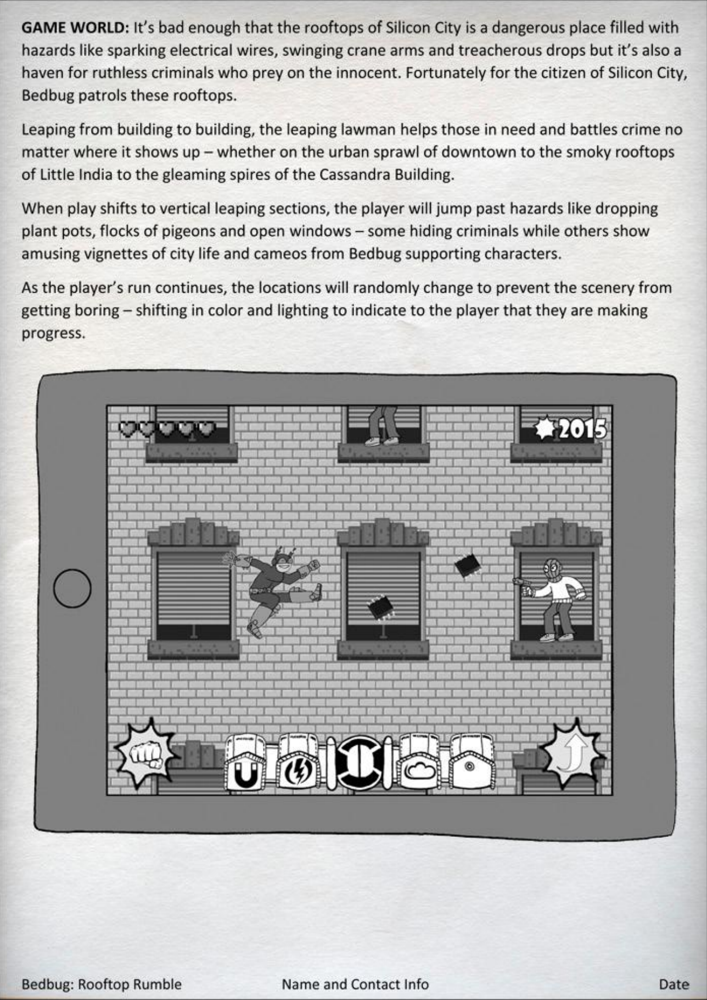 GAME WORLD: It's bad enough that the rooftops of Silicon City is a dangerous place filled with
hazards like sparking electrical wires, swinging crane arms and treacherous drops but it's also a
haven for ruthless criminals who prey on the innocent. Fortunately for the citizen of Silicon City,
Bedbug patrols these rooftops.
Leaping from building to building, the leaping lawman helps those in need and battles crime no
matter where it shows up – whether on the urban sprawl of downtown to the smoky rooftops
of Little India to the gleaming spires of the Cassandra Building.
When play shifts to vertical leaping sections, the player will jump past hazards like dropping
plant pots, flocks of pigeons and open windows – some hiding criminals while others show
amusing vignettes of city life and cameos from Bedbug supporting characters.
As the player's run continues, the locations will randomly change to prevent the scenery from
getting boring – shifting in color and lighting to indicate to the player that they are making
progress.
2015
Bedbug: Rooftop Rumble Name and Contact Info Date